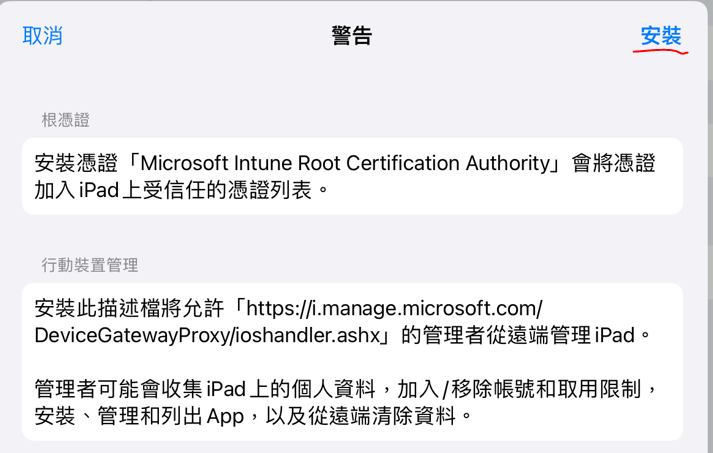 取消 警告 安裝
根憑證
安裝憑證「Microsoft Intune Root Certification Authority」會將憑證
加入 iPad 上受信任的憑證列表。
行動裝置管理
安裝此描述檔將允許「https://i.manage.microsoft.com/
DeviceGatewayProxy/ioshandler.ashx」的管理者從遠端管理 iPad。
管理者可能會收集 iPad 上的個人資料，加入/移除帳號和取用限制，
安裝、管理和列出 App，以及從遠端清除資料。